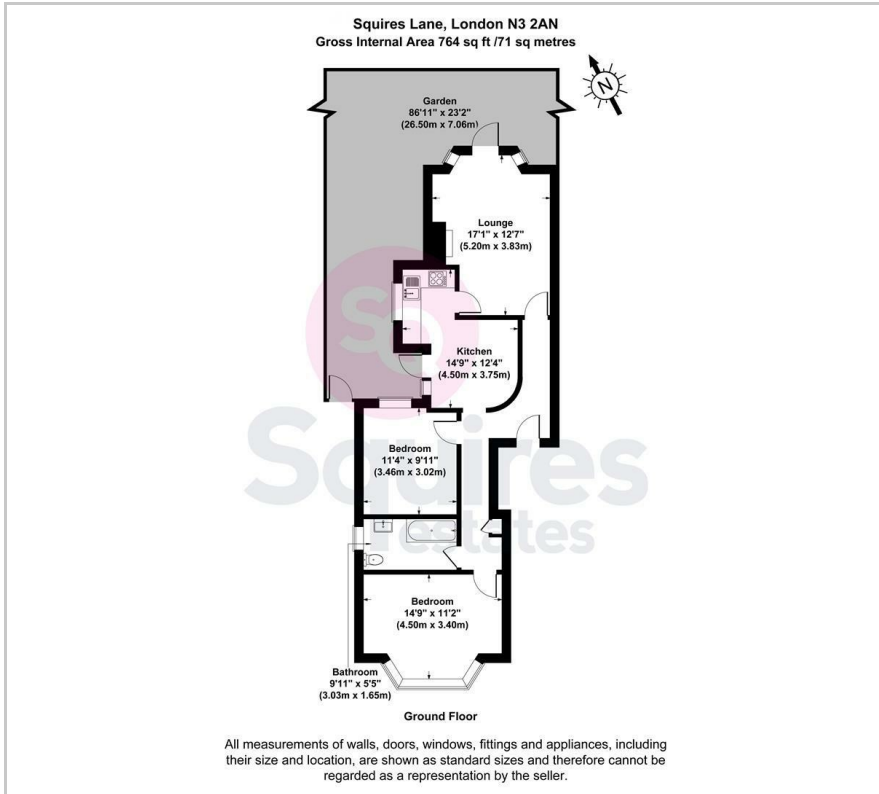 Squires Lane, London N3 2AN
Gross Internal Area 764 sq ft /71 sq metres
N
Garden
86'11" x 23'2"
(26.50m x 7.06m)
Lounge
17'1" x 12'7"
(5.20m x 3.83m)
SQ
Kitchen
14'9" x 12'4"
(4.50m x 3.75m)
Squires
estates
Bedroom
11'4" x 9'11"
(3.46m x 3.02m)
Bedroom
14'9" x 11'2"
(4.50m x 3.40m)
Bathroom
9'11" x 5'5"
(3.03m x 1.65m)
Ground Floor
All measurements of walls, doors, windows, fittings and appliances, including
their size and location, are shown as standard sizes and therefore cannot be
regarded as a representation by the seller.